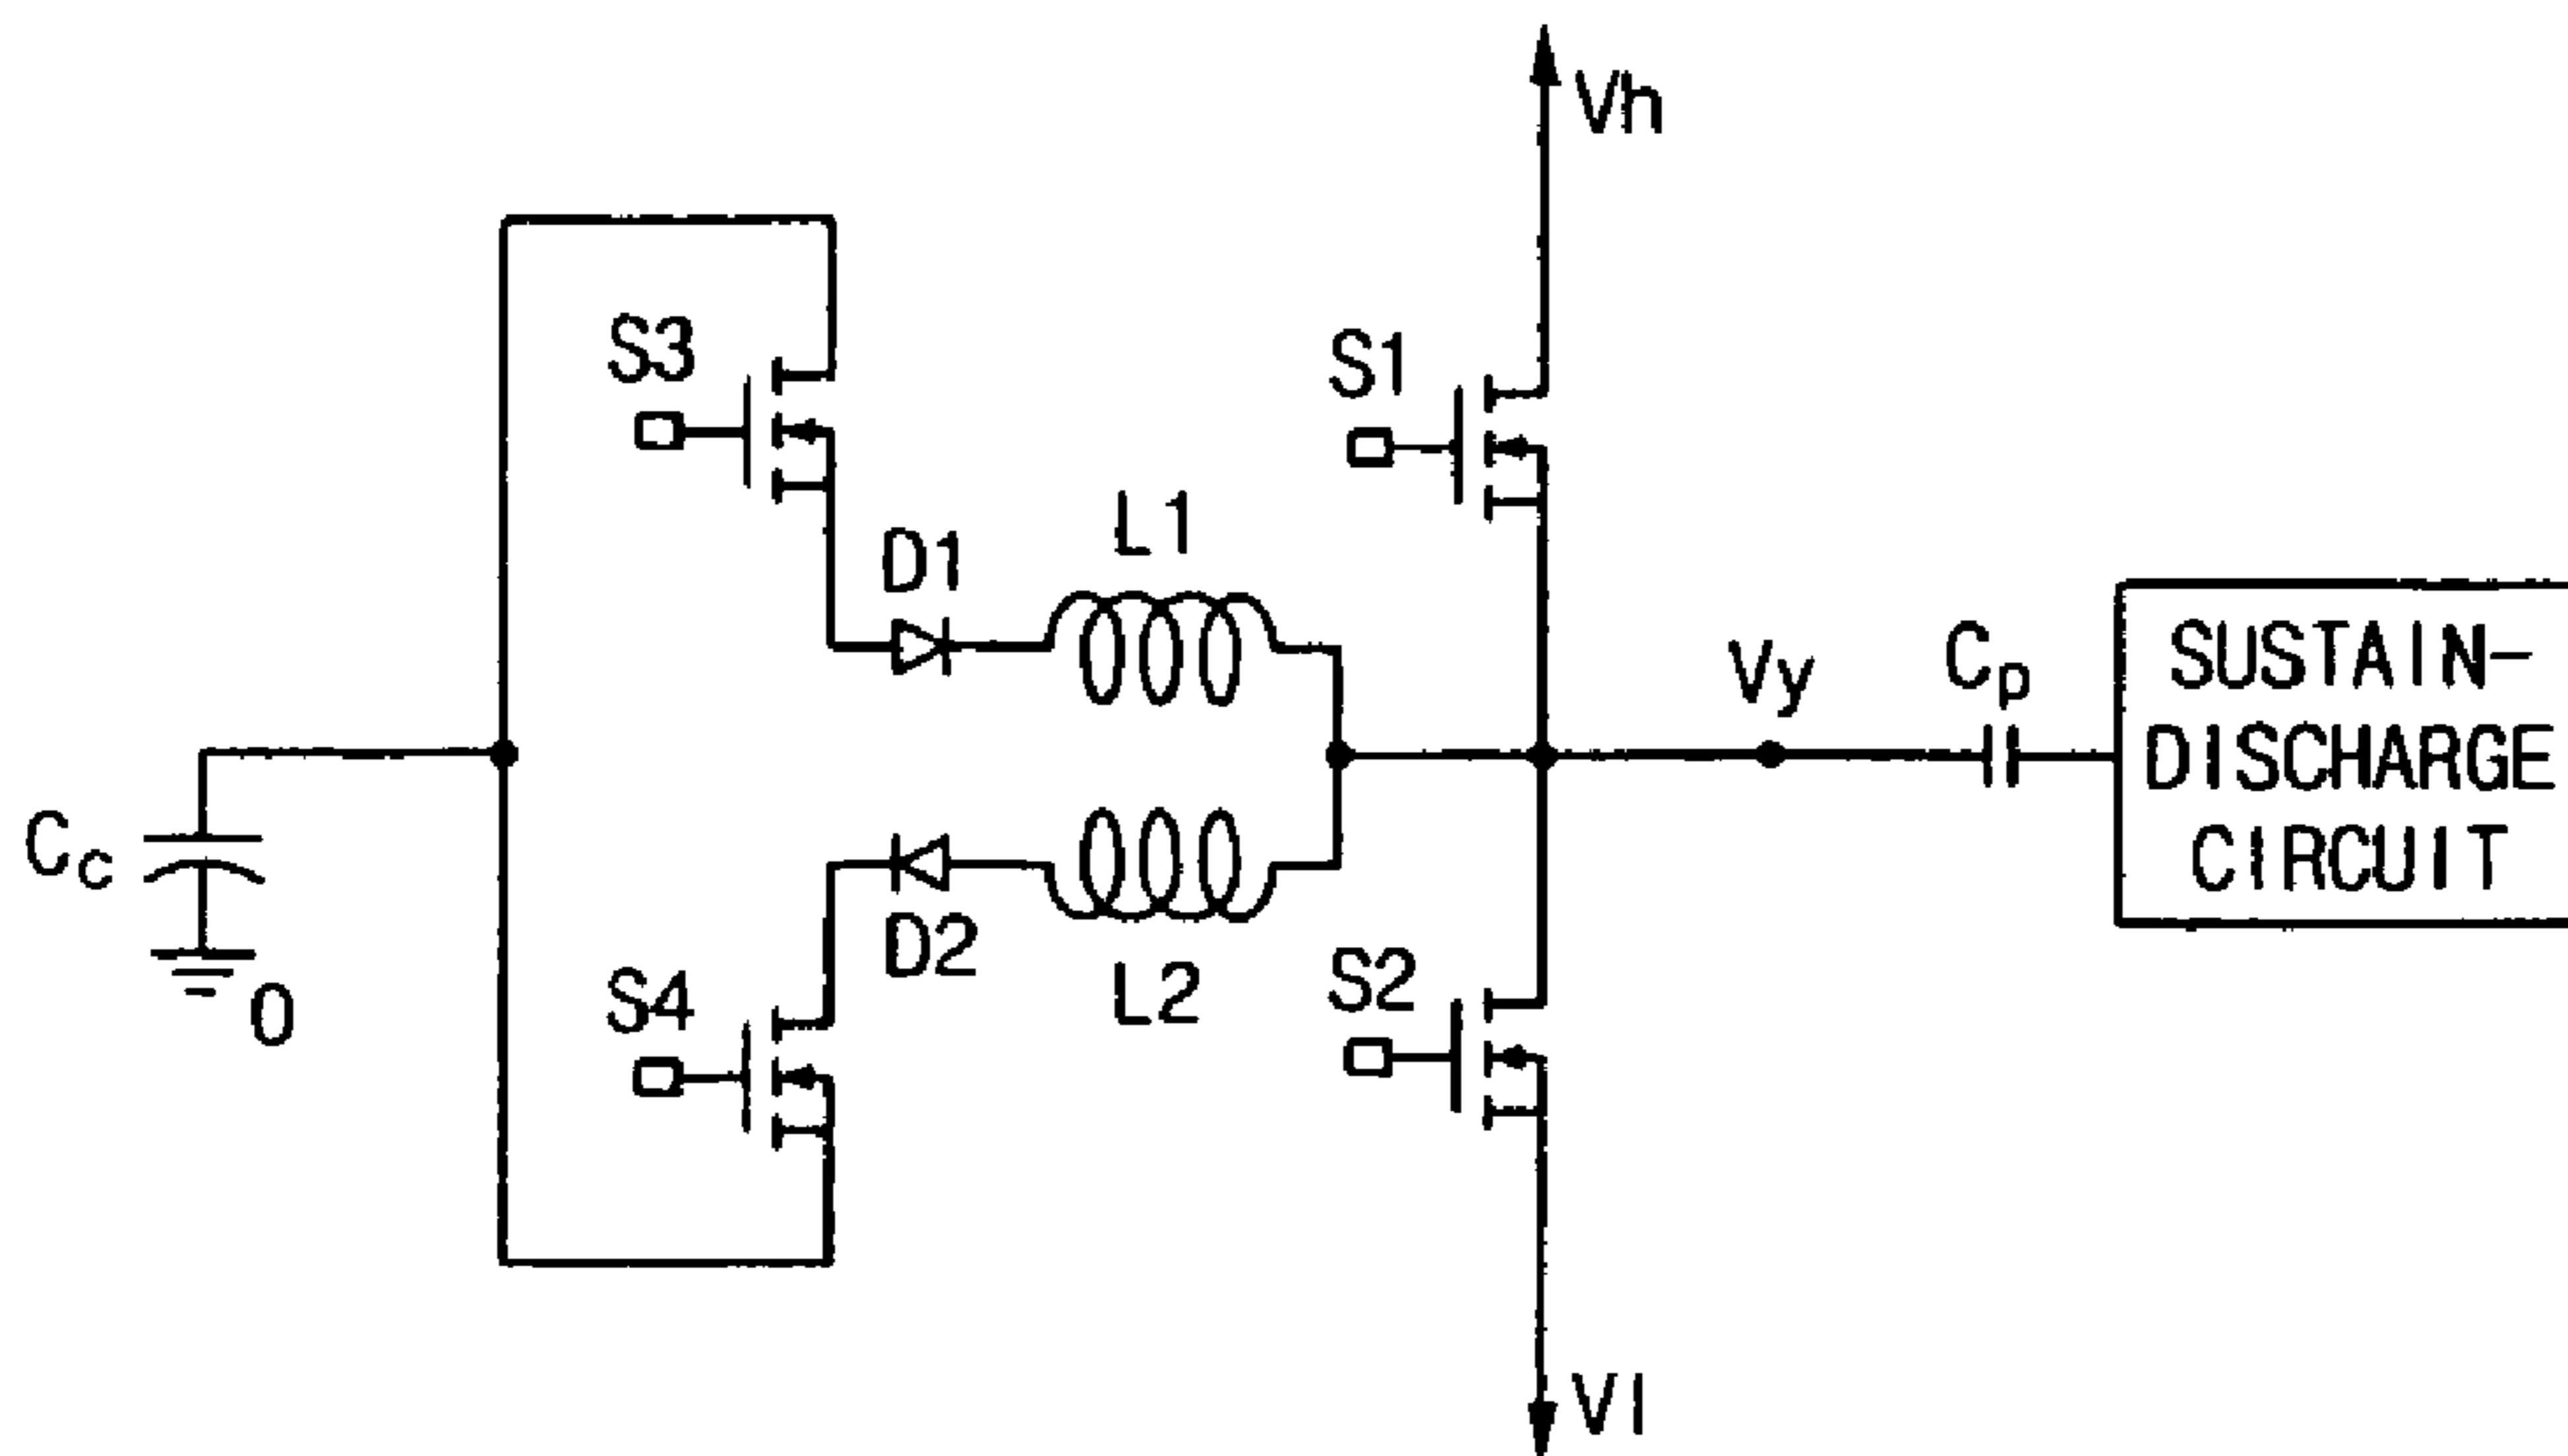 Vh
S3
S1
D1
L1
Vy
Cp
SUSTAIN-
DISCHARGE
CIRCUIT
Cc
0
D2
L2
S4
S2
Vl